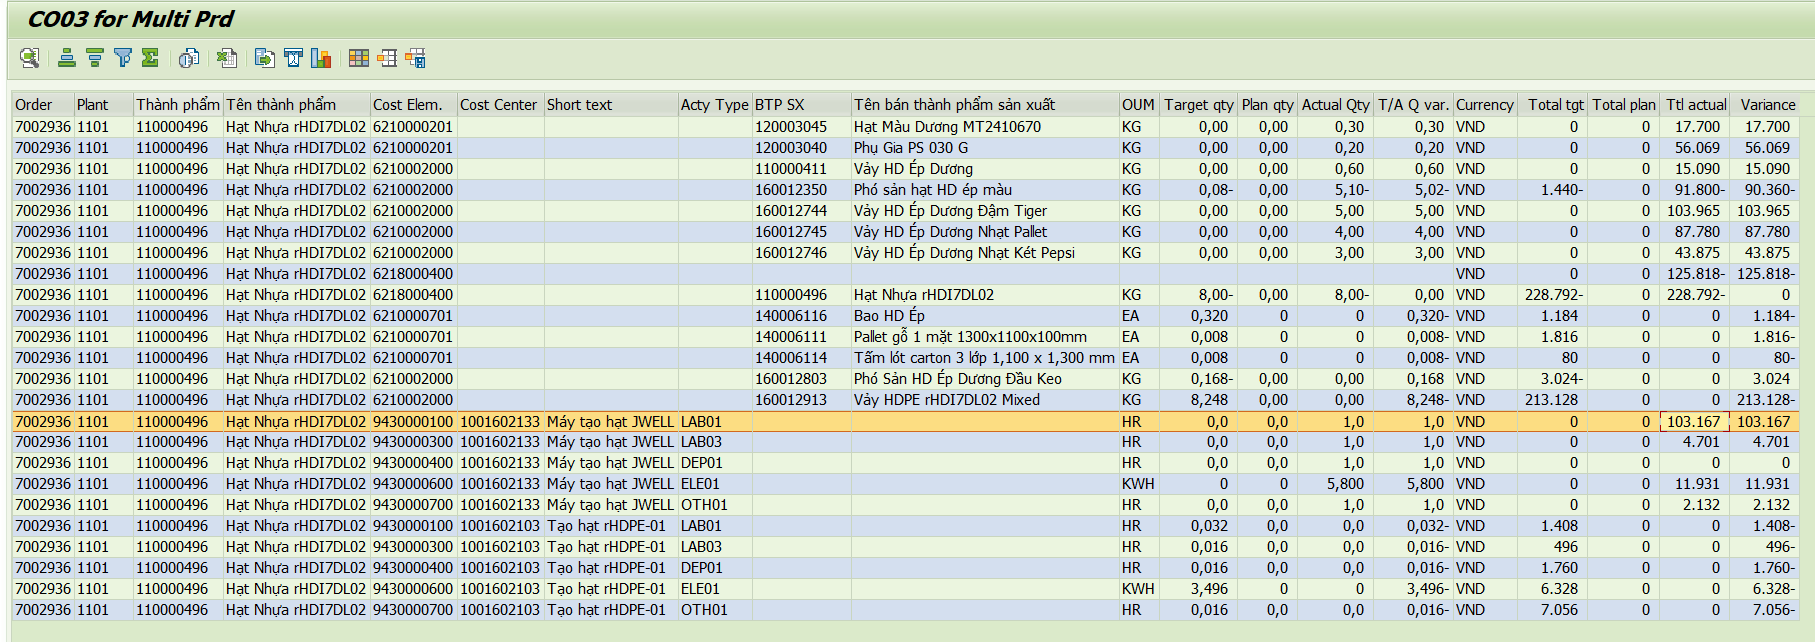 CO03 for Multi Prd
Order Plant Thành phẩm Tên thành phẩm Cost Elem. Cost Center Short text Acty Type BTP SX Tên bán thành phẩm sản xuất OUM Target qty Plan qty Actual Qty T/A Q var. Currency Total tgt Total plan Ttl actual Variance
7002936 1101 110000496 Hạt Nhựa rHDI7DL02 6210000201 120003045 Hạt Màu Dương MT2410670 KG 0,00 0,00 0,30 0,30 VND 0 0 17.700 17.700
7002936 1101 110000496 Hạt Nhựa rHDI7DL02 6210000201 120003040 Phụ Gia PS 030 G KG 0,00 0,00 0,20 0,20 VND 0 0 56.069 56.069
7002936 1101 110000496 Hạt Nhựa rHDI7DL02 6210002000 110000411 Vảy HD Ép Dương KG 0,00 0,00 0,60 0,60 VND 0 0 15.090 15.090
7002936 1101 110000496 Hạt Nhựa rHDI7DL02 6210002000 160012350 Phó sản hạt HD ép màu KG 0,08- 0,00 5,10- 5,02- VND 1.440- 0 91.800- 90.360-
7002936 1101 110000496 Hạt Nhựa rHDI7DL02 6210002000 160012744 Vảy HD Ép Dương Đậm Tiger KG 0,00 0,00 5,00 5,00 VND 0 0 103.965 103.965
7002936 1101 110000496 Hạt Nhựa rHDI7DL02 6210002000 160012745 Vảy HD Ép Dương Nhạt Pallet KG 0,00 0,00 4,00 4,00 VND 0 0 87.780 87.780
7002936 1101 110000496 Hạt Nhựa rHDI7DL02 6210002000 160012746 Vảy HD Ép Dương Nhạt Két Pepsi KG 0,00 0,00 3,00 3,00 VND 0 0 43.875 43.875
7002936 1101 110000496 Hạt Nhựa rHDI7DL02 6218000400 VND 0 0 125.818- 125.818-
7002936 1101 110000496 Hạt Nhựa rHDI7DL02 6218000400 110000496 Hạt Nhựa rHDI7DL02 KG 8,00- 0,00 8,00- 0,00 VND 228.792- 0 228.792- 0
7002936 1101 110000496 Hạt Nhựa rHDI7DL02 6210000701 140006116 Bao HD Ép EA 0,320 0 0 0,320- VND 1.184 0 0 1.184-
7002936 1101 110000496 Hạt Nhựa rHDI7DL02 6210000701 140006111 Pallet gỗ 1 mặt 1300x1100x100mm EA 0,008 0 0 0,008- VND 1.816 0 0 1.816-
7002936 1101 110000496 Hạt Nhựa rHDI7DL02 6210000701 140006114 Tấm lót carton 3 lớp 1,100 x 1,300 mm EA 0,008 0 0 0,008- VND 80 0 0 80-
7002936 1101 110000496 Hạt Nhựa rHDI7DL02 6210002000 160012803 Phó Sản HD Ép Dương Đầu Keo KG 0,168- 0,00 0,00 0,168 VND 3.024- 0 0 3.024
7002936 1101 110000496 Hạt Nhựa rHDI7DL02 6210002000 160012913 Vảy HDPE rHDI7DL02 Mixed KG 8,248 0,00 0,00 8,248- VND 213.128 0 0 213.128-
7002936 1101 110000496 Hạt Nhựa rHDI7DL02 9430000100 1001602133 Máy tạo hạt JWELL LAB01 HR 0,0 0,0 1,0 1,0 VND 0 0 103.167 103.167
7002936 1101 110000496 Hạt Nhựa rHDI7DL02 9430000300 1001602133 Máy tạo hạt JWELL LAB03 HR 0,0 0,0 1,0 1,0 VND 0 0 4.701 4.701
7002936 1101 110000496 Hạt Nhựa rHDI7DL02 9430000400 1001602133 Máy tạo hạt JWELL DEP01 HR 0,0 0,0 1,0 1,0 VND 0 0 0 0
7002936 1101 110000496 Hạt Nhựa rHDI7DL02 9430000600 1001602133 Máy tạo hạt JWELL ELE01 KWH 0 0 5,800 5,800 VND 0 0 11.931 11.931
7002936 1101 110000496 Hạt Nhựa rHDI7DL02 9430000700 1001602133 Máy tạo hạt JWELL OTH01 HR 0,0 0,0 1,0 1,0 VND 0 0 2.132 2.132
7002936 1101 110000496 Hạt Nhựa rHDI7DL02 9430000100 1001602103 Tạo hạt rHDPE-01 LAB01 HR 0,032 0,0 0,0 0,032- VND 1.408 0 0 1.408-
7002936 1101 110000496 Hạt Nhựa rHDI7DL02 9430000300 1001602103 Tạo hạt rHDPE-01 LAB03 HR 0,016 0,0 0,0 0,016- VND 496 0 0 496-
7002936 1101 110000496 Hạt Nhựa rHDI7DL02 9430000400 1001602103 Tạo hạt rHDPE-01 DEP01 HR 0,016 0,0 0,0 0,016- VND 1.760 0 0 1.760-
7002936 1101 110000496 Hạt Nhựa rHDI7DL02 9430000600 1001602103 Tạo hạt rHDPE-01 ELE01 KWH 3,496 0 0 3,496- VND 6.328 0 0 6.328-
7002936 1101 110000496 Hạt Nhựa rHDI7DL02 9430000700 1001602103 Tạo hạt rHDPE-01 OTH01 HR 0,016 0,0 0,0 0,016- VND 7.056 0 0 7.056-